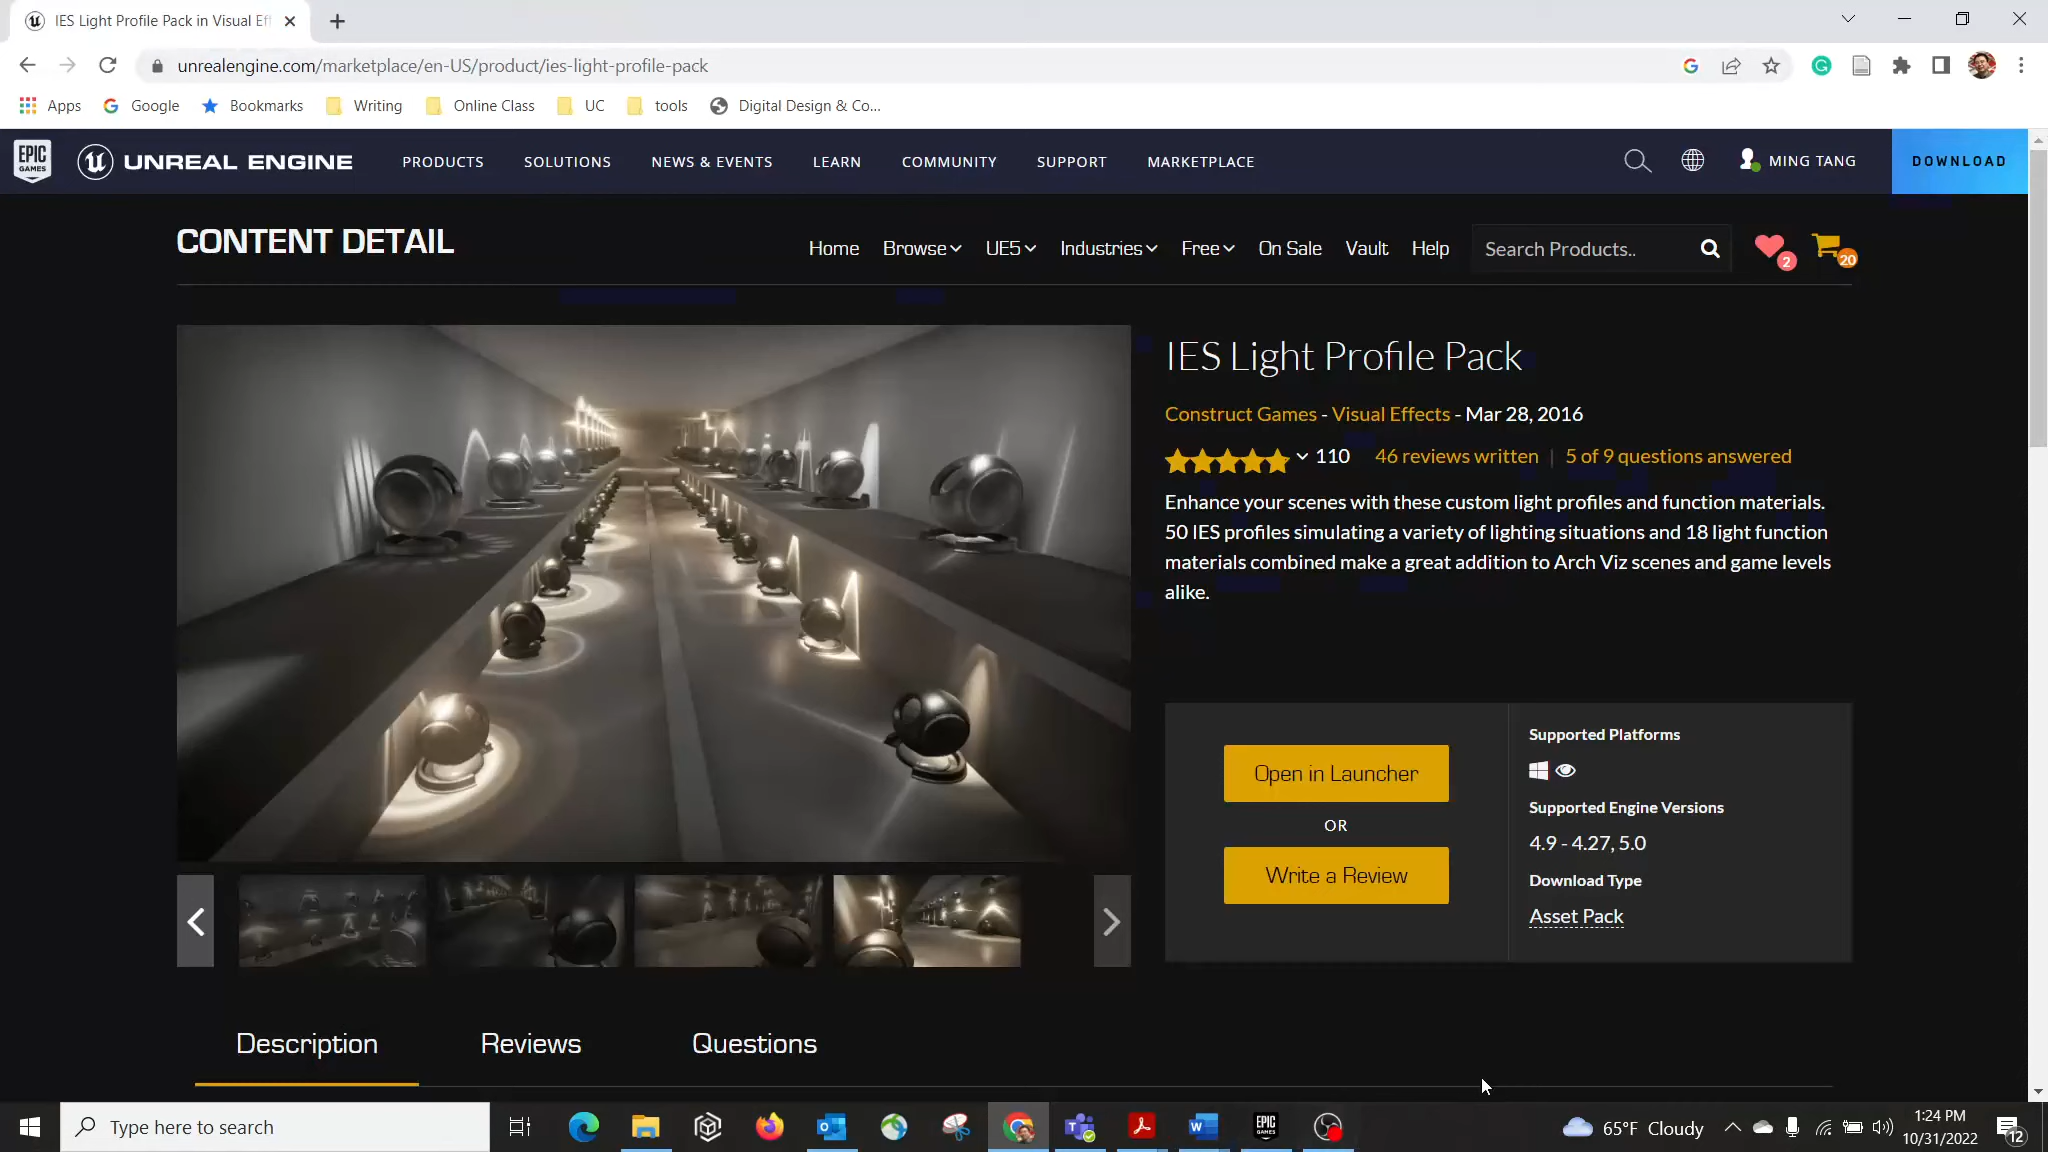 IES Light Profile Pack in Visual Ef
unrealengine.com/marketplace/en-US/product/ies-light-profile-pack
Apps Google Bookmarks Writing Online Class UC tools Digital Design & Co...
EPIC GAMES UNREAL ENGINE PRODUCTS SOLUTIONS NEWS & EVENTS LEARN COMMUNITY SUPPORT MARKETPLACE MING TANG DOWNLOAD
CONTENT DETAIL Home Browse UE5 Industries Free On Sale Vault Help Search Products.. 2 20
IES Light Profile Pack
Construct Games - Visual Effects - Mar 28, 2016
110 46 reviews written | 5 of 9 questions answered
Enhance your scenes with these custom light profiles and function materials.
50 IES profiles simulating a variety of lighting situations and 18 light function
materials combined make a great addition to Arch Viz scenes and game levels
alike.
Open in Launcher
OR
Write a Review
Supported Platforms
Supported Engine Versions
4.9 - 4.27, 5.0
Download Type
Asset Pack
Description Reviews Questions
Type here to search
65°F Cloudy
1:24 PM
10/31/2022
12